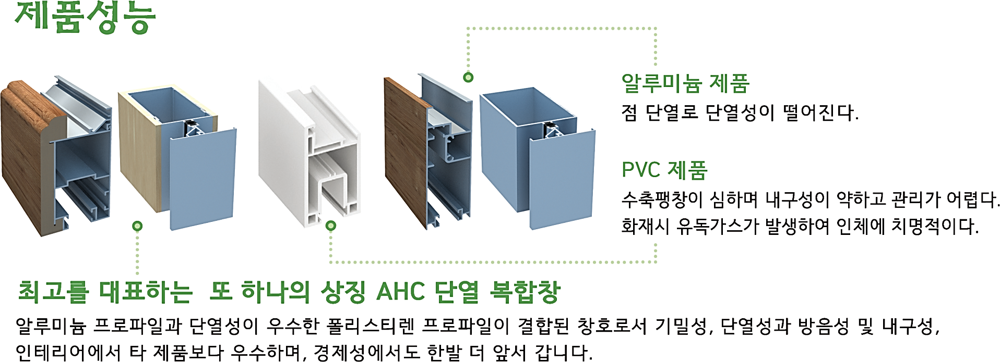 제품성능
알루미늄 제품
점 단열로 단열성이 떨어진다.
PVC 제품
수축팽창이 심하며 내구성이 약하고 관리가 어렵다.
화재시 유독가스가 발생하여 인체에 치명적이다.
최고를 대표하는 또 하나의 상징 AHC 단열 복합창
알루미늄 프로파일과 단열성이 우수한 폴리스티렌 프로파일이 결합된 창호로서 기밀성, 단열성과 방음성 및 내구성,
인테리어에서 타 제품보다 우수하며, 경제성에서도 한발 더 앞서 갑니다.